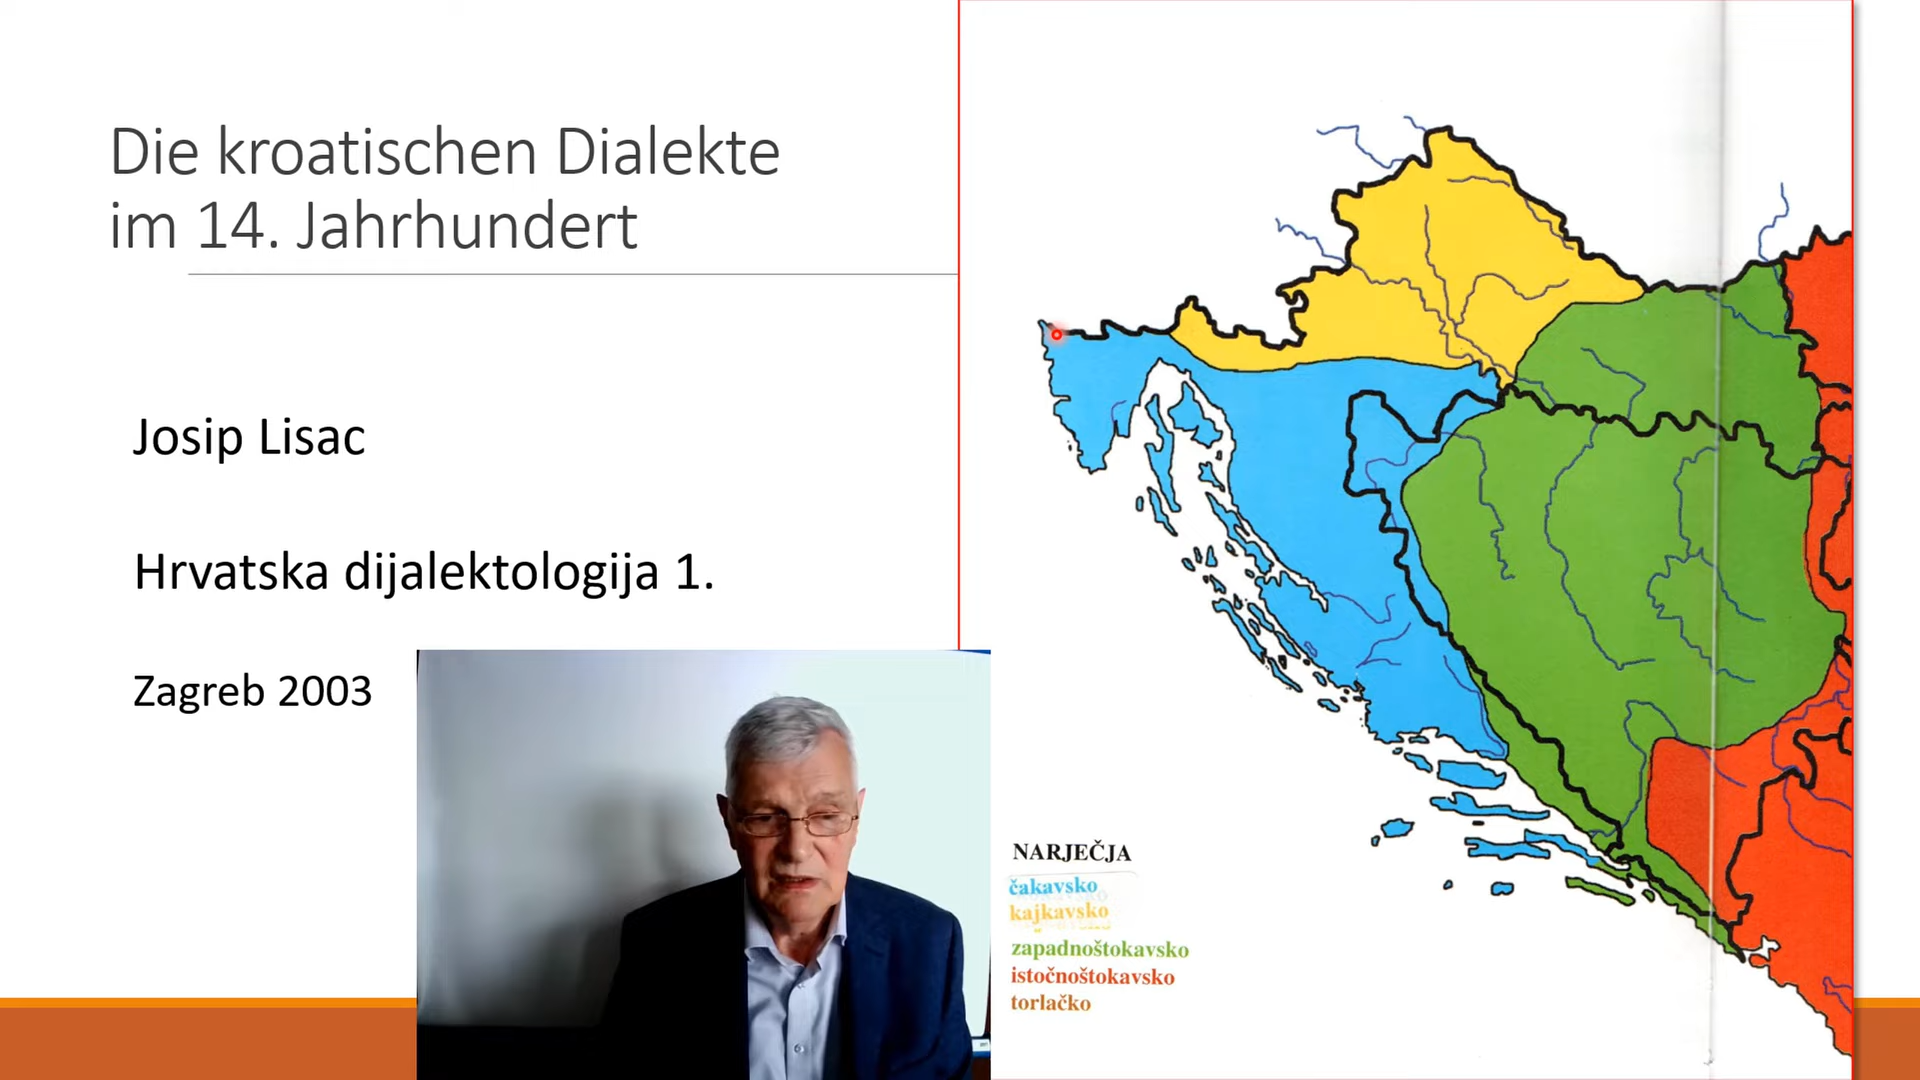 Die kroatischen Dialekte
im 14. Jahrhundert
Josip Lisac
Hrvatska dijalektologija 1.
Zagreb 2003
NARJEČJA
čakavsko
kajkavsko
zapadnoštokavsko
istočnoštokavsko
torlačko